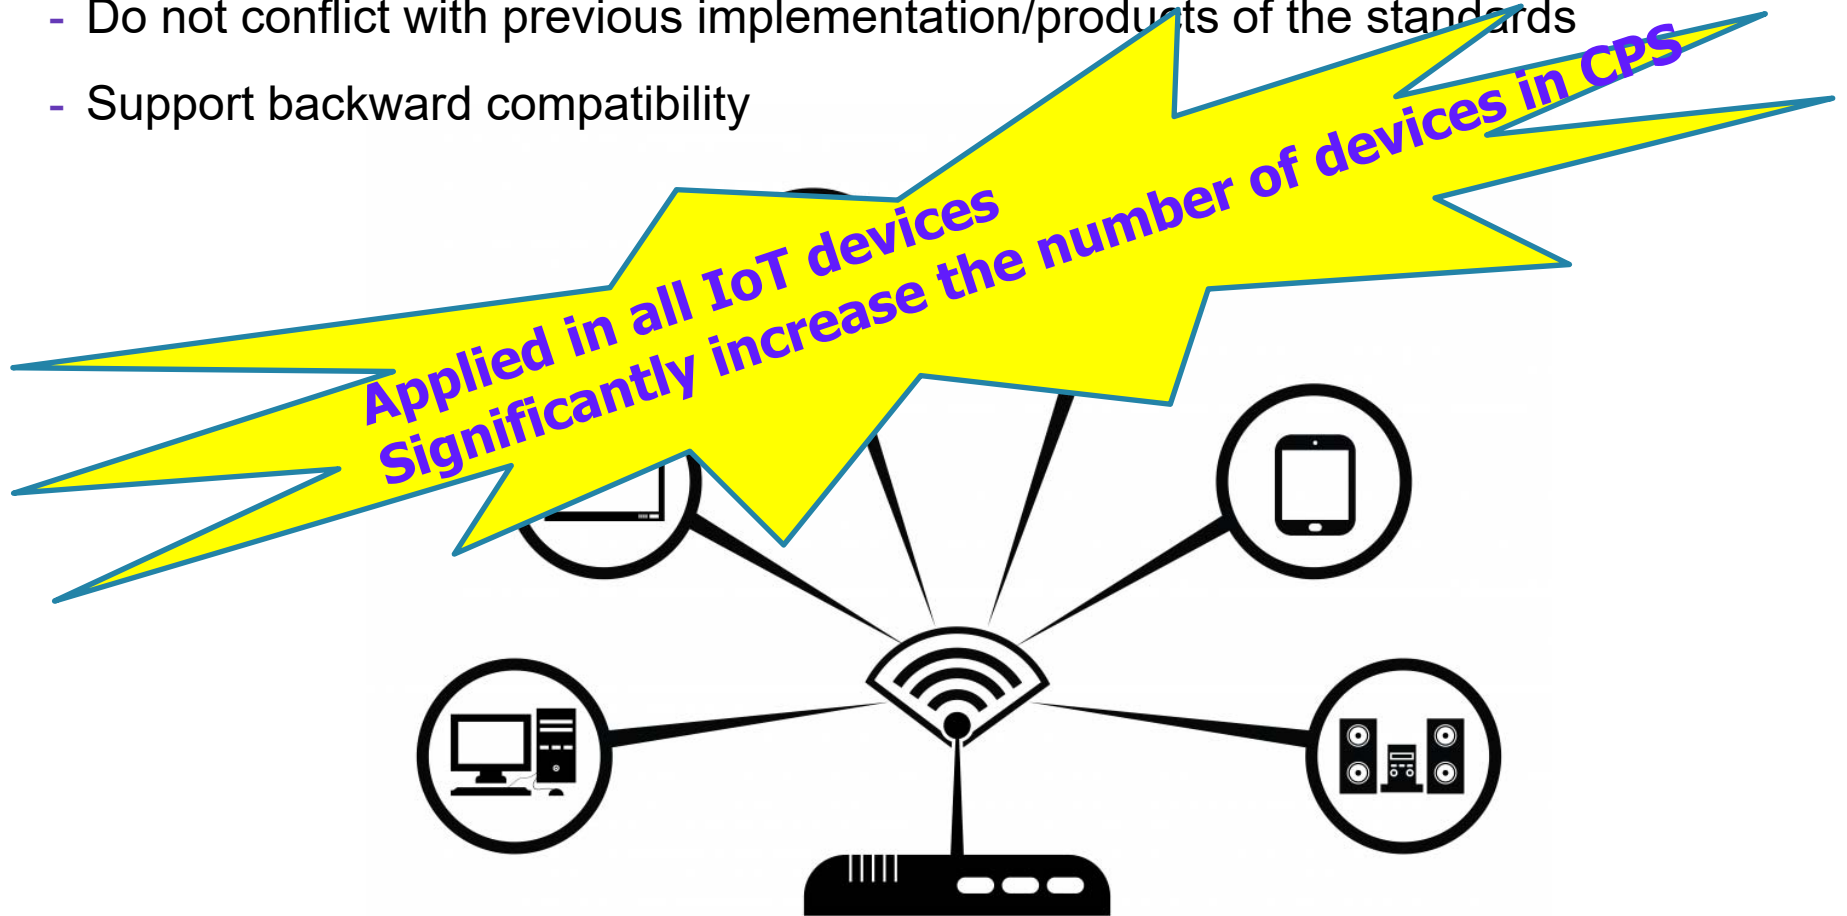 - Do not conflict with previous implementation/products of the standards
- Support backward compatibility
Applied in all IoT devices
Significantly increase the number of devices in CPS